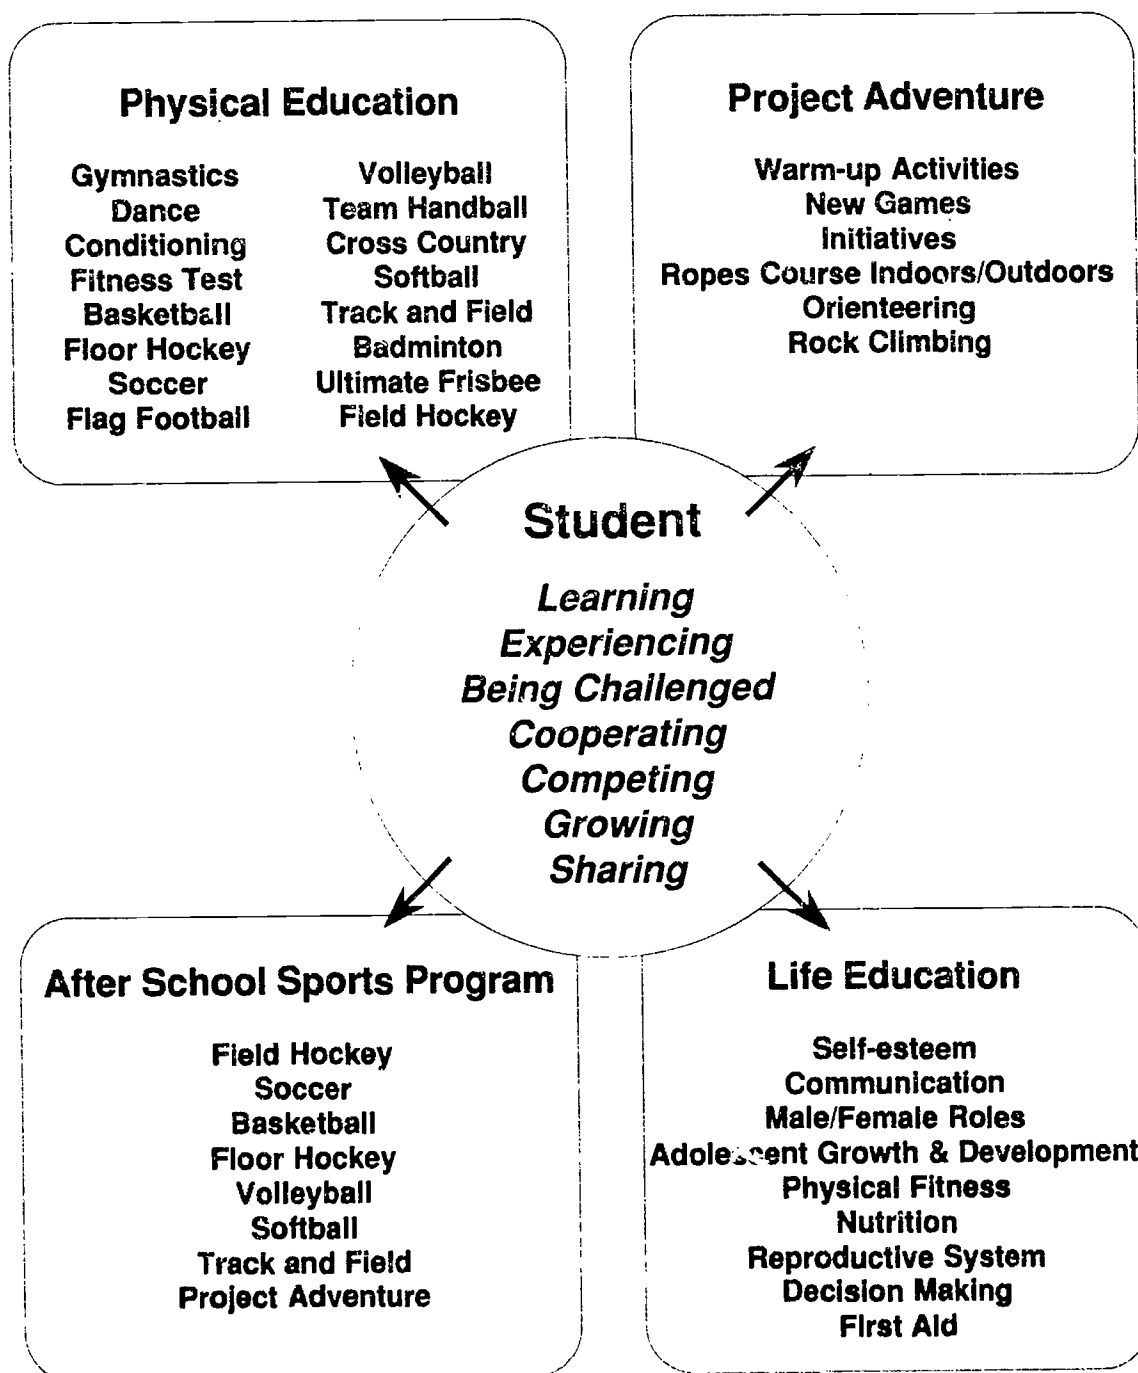 Physical Education
Gymnastics
Dance
Conditioning
Fitness Test
Basketball
Floor Hockey
Soccer
Flag Football
Volleyball
Team Handball
Cross Country
Softball
Track and Field
Badminton
Ultimate Frisbee
Field Hockey
Project Adventure
Warm-up Activities
New Games
Initiatives
Ropes Course Indoors/Outdoors
Orienteering
Rock Climbing
Student
Learning
Experiencing
Being Challenged
Cooperating
Competing
Growing
Sharing
After School Sports Program
Field Hockey
Soccer
Basketball
Floor Hockey
Volleyball
Softball
Track and Field
Project Adventure
Life Education
Self-esteem
Communication
Male/Female Roles
Adolescent Growth & Development
Physical Fitness
Nutrition
Reproductive System
Decision Making
First Aid